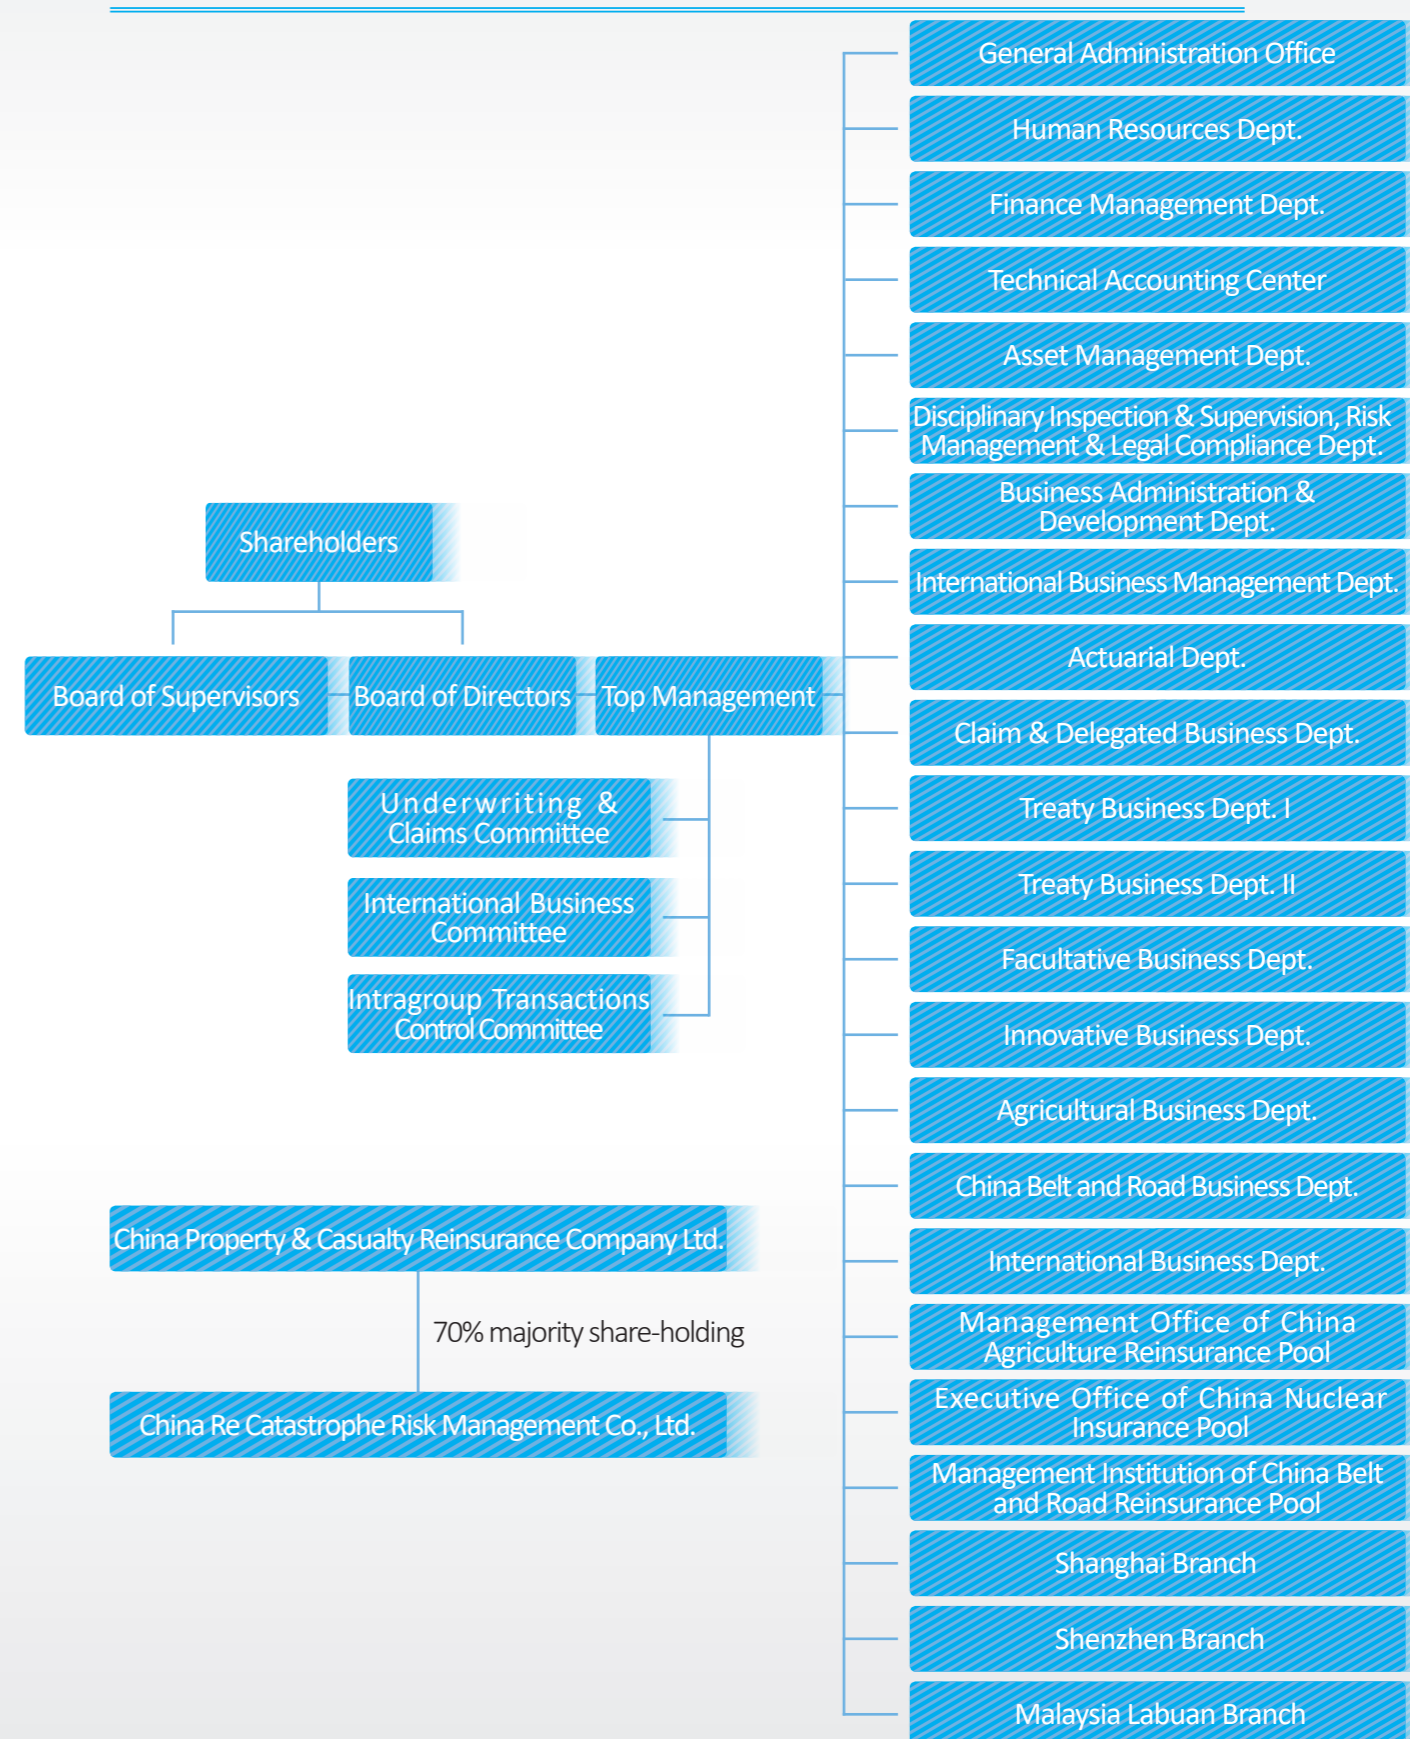 General Administration Office
Human Resources Dept.
Finance Management Dept.
Technical Accounting Center
Asset Management Dept.
Disciplinary Inspection & Supervision, Risk
Management & Legal Compliance Dept.
Business Administration &
Development Dept.
International Business Management Dept.
Actuarial Dept.
Claim & Delegated Business Dept.
Treaty Business Dept. I
Treaty Business Dept. II
Facultative Business Dept.
Innovative Business Dept.
Agricultural Business Dept.
China Belt and Road Business Dept.
International Business Dept.
Management Office of China
Agriculture Reinsurance Pool
Executive Office of China Nuclear
Insurance Pool
Management Institution of China Belt
and Road Reinsurance Pool
Shanghai Branch
Shenzhen Branch
Malaysia Labuan Branch
Shareholders
Board of Supervisors
Board of Directors
Top Management
Underwriting &
Claims Committee
International Business
Committee
Intragroup Transactions
Control Committee
China Property & Casualty Reinsurance Company Ltd.
70% majority share-holding
China Re Catastrophe Risk Management Co., Ltd.